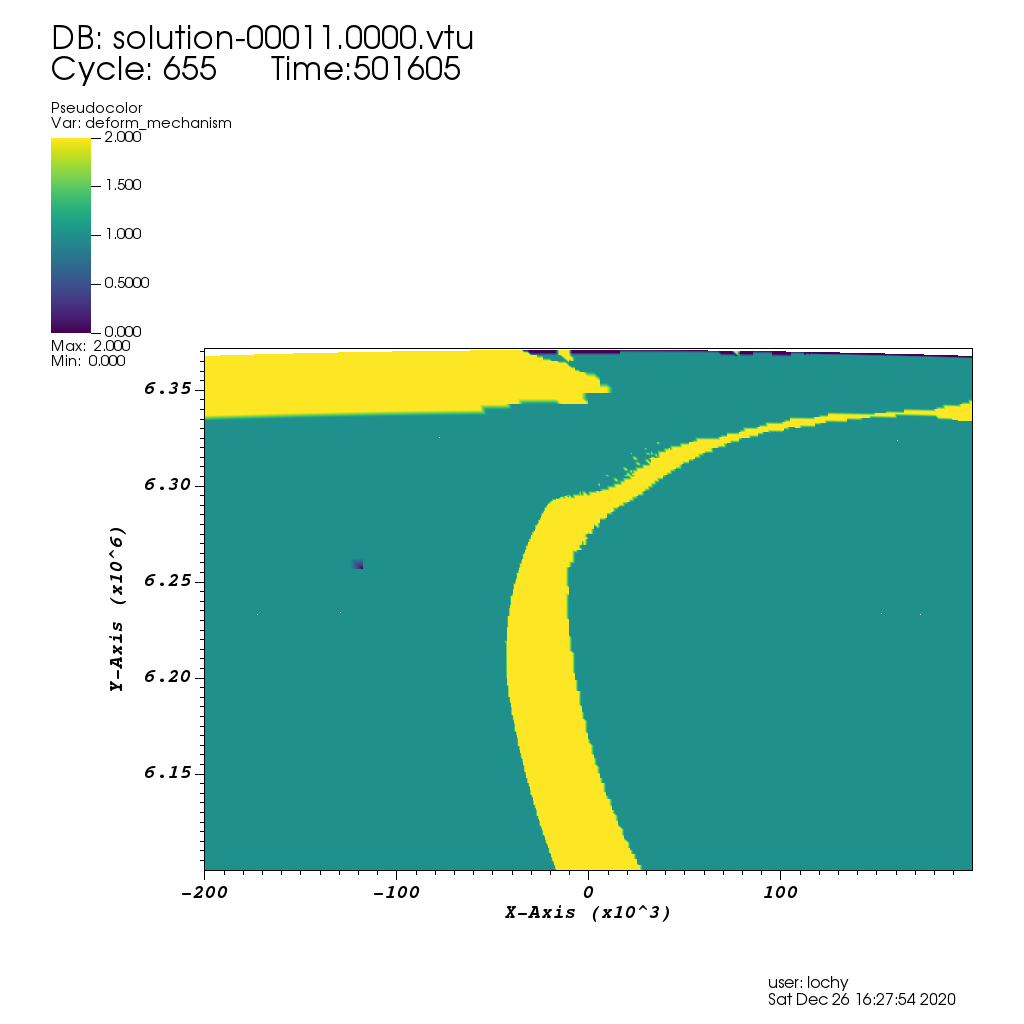 DB: solution-00011.0000.vtu
Cycle: 655 Time:501605
Pseudocolor
Var: deform_mechanism
2.000
1.500
1.000
0.5000
0.000
Max: 2.000
Min: 0.000
6.35
6.30
6.25
6.20
6.15
Y-Axis (x10^6)
-200
-100
0
100
X-Axis (x10^3)
user: lochy
Sat Dec 26 16:27:54 2020